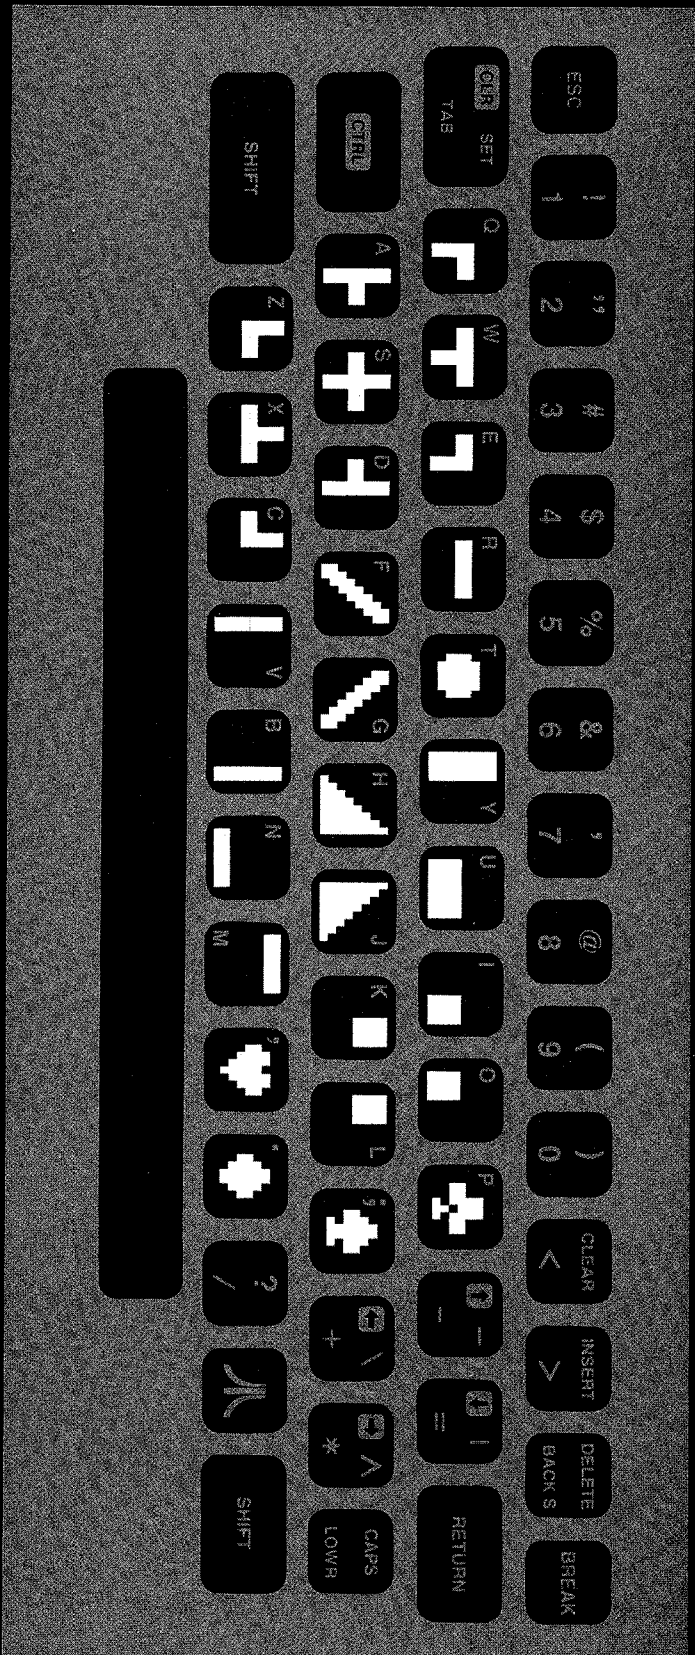 ESC ! 1 " 2 # 3 $ 4 % 5 & 6 ' 7 @ 8 ( 9 ) 0 CLEAR < INSERT > DELETE BACK S BREAK
CLR SET TAB Q W E R T Y U I O P ↑ _ - ↓ | = RETURN
CTRL A S D F G H J K L : ; ← \ + → ^ * CAPS LOWR
SHIFT Z X C V B N M , . ? / SHIFT